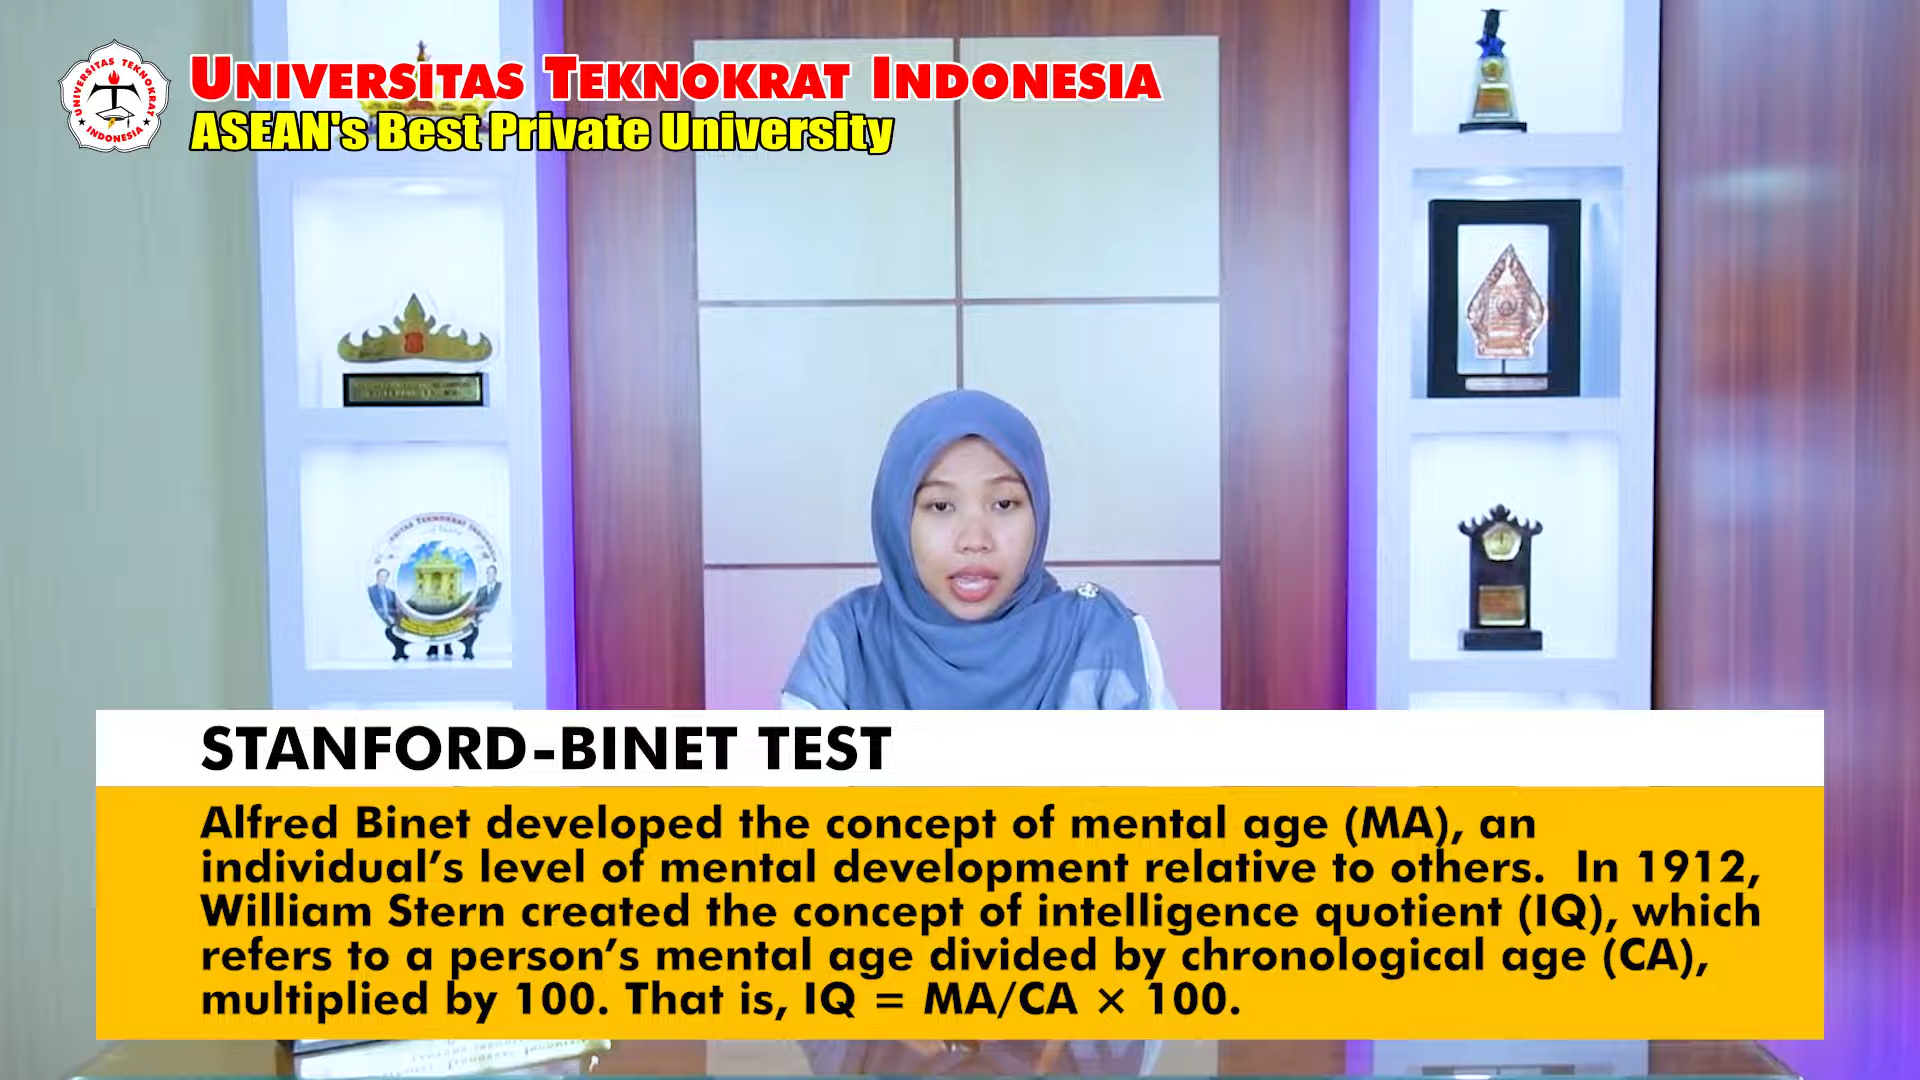 UNIVERSITAS TEKNOKRAT INDONESIA
ASEAN's Best Private University
UNIVERSITAS TEKNOKRAT
INDONESIA
STANFORD-BINET TEST
Alfred Binet developed the concept of mental age (MA), an
individual’s level of mental development relative to others.  In 1912,
William Stern created the concept of intelligence quotient (IQ), which
refers to a person’s mental age divided by chronological age (CA),
multiplied by 100. That is, IQ = MA/CA × 100.